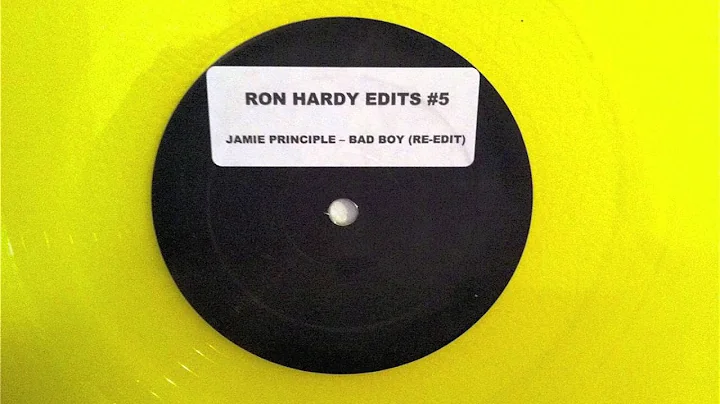 RON HARDY EDITS #5
JAMIE PRINCIPLE – BAD BOY (RE-EDIT)